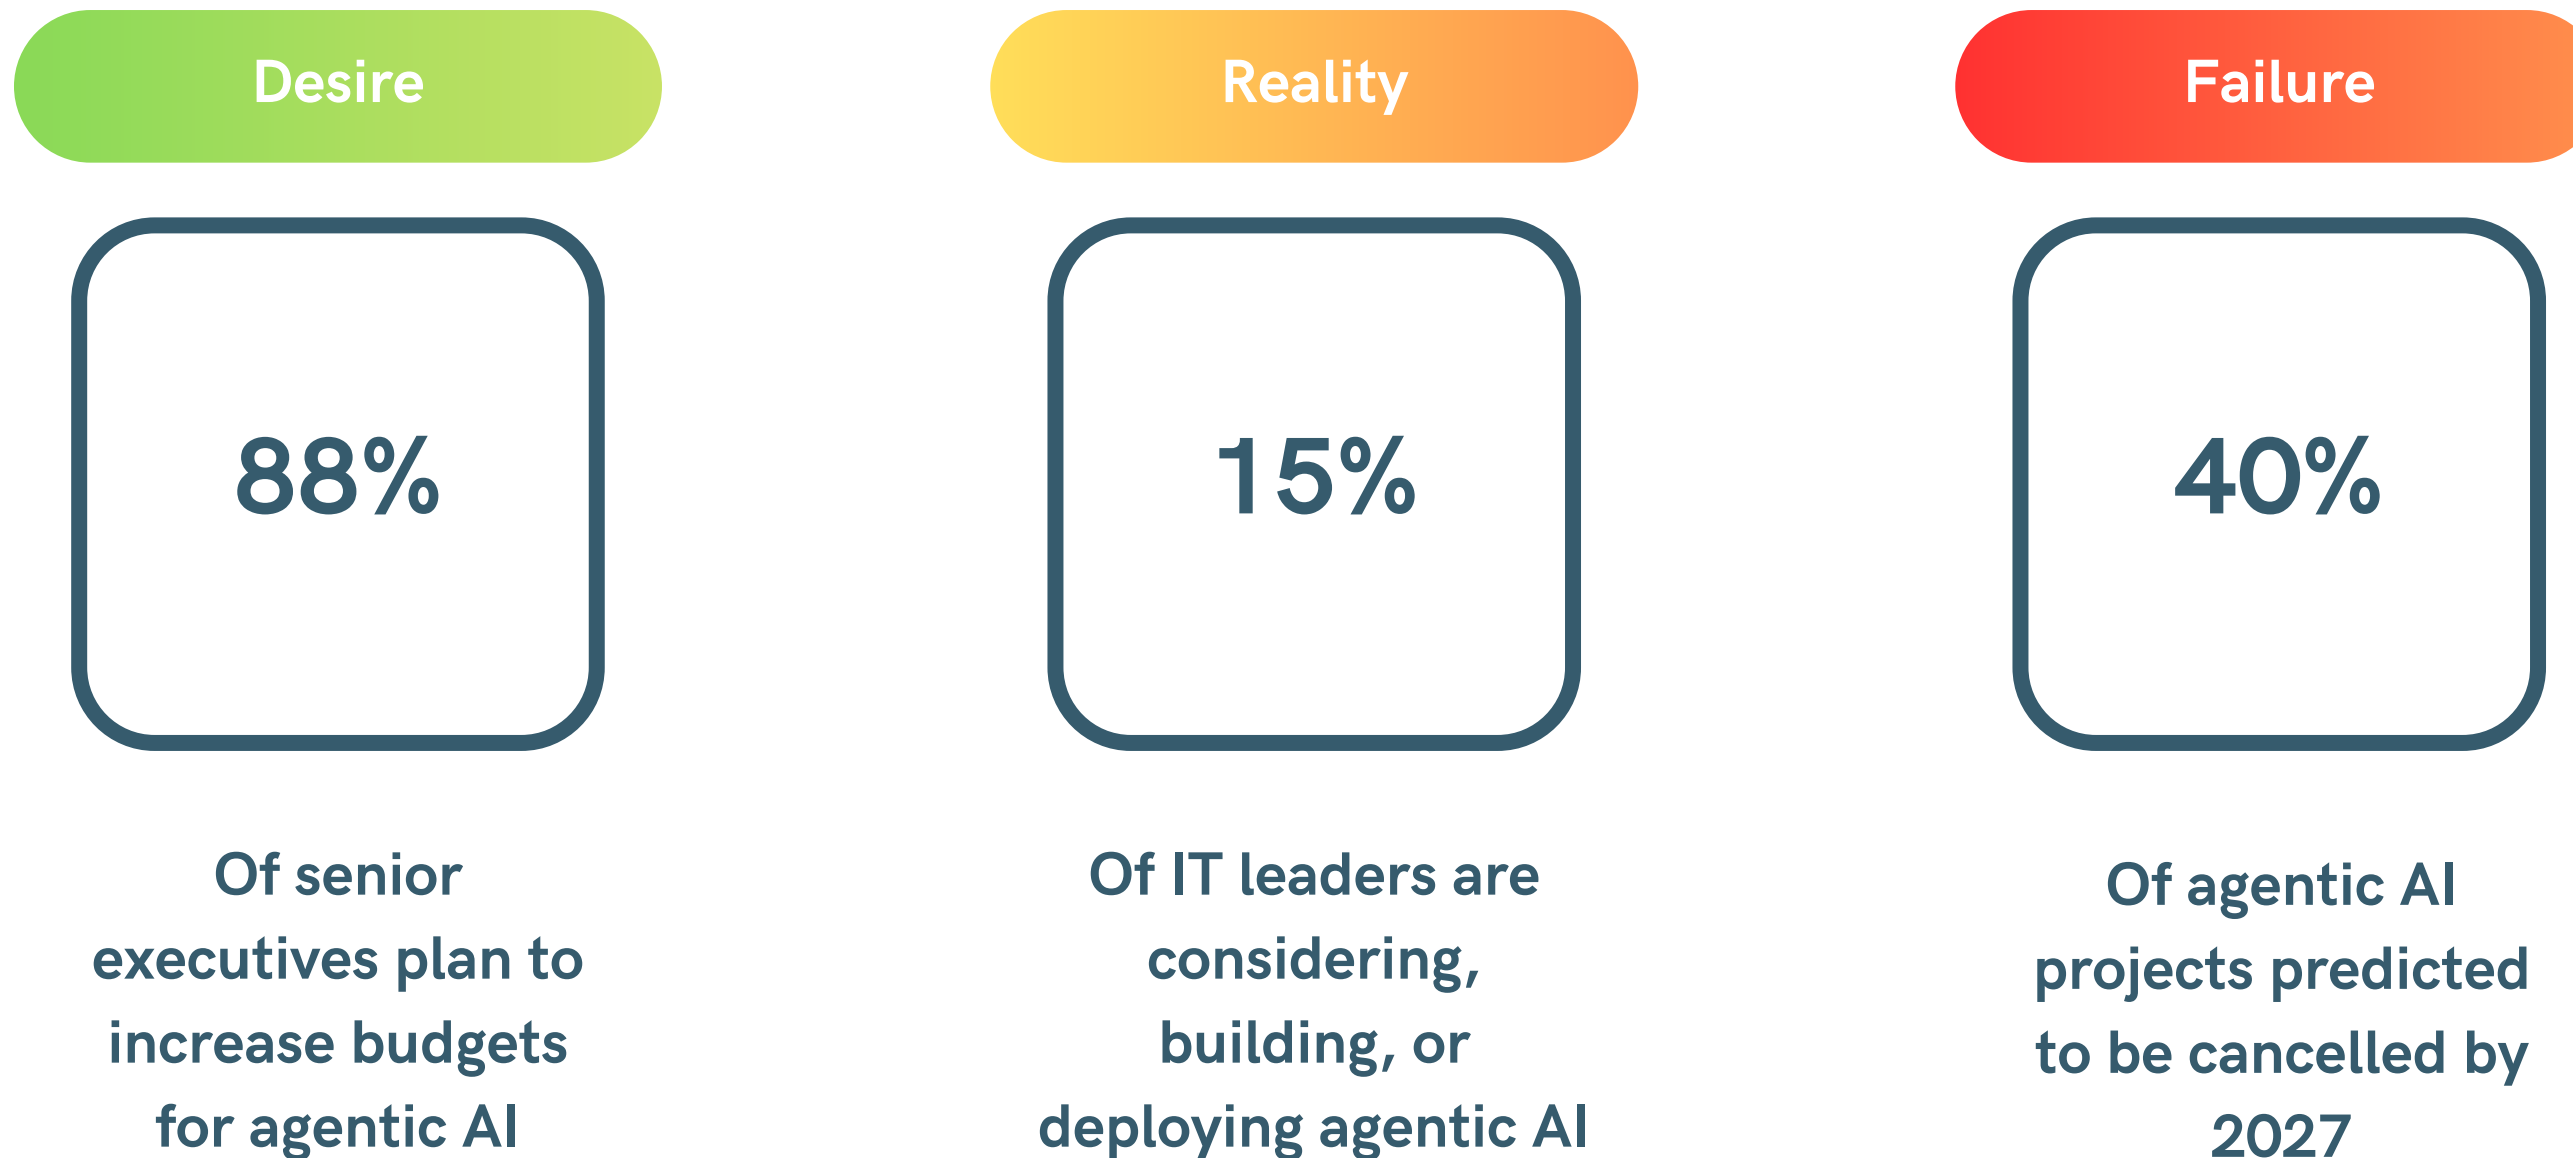 Desire
88%
Of senior
executives plan to
increase budgets
for agentic AI
Reality
15%
Of IT leaders are
considering,
building, or
deploying agentic AI
Failure
40%
Of agentic AI
projects predicted
to be cancelled by
2027